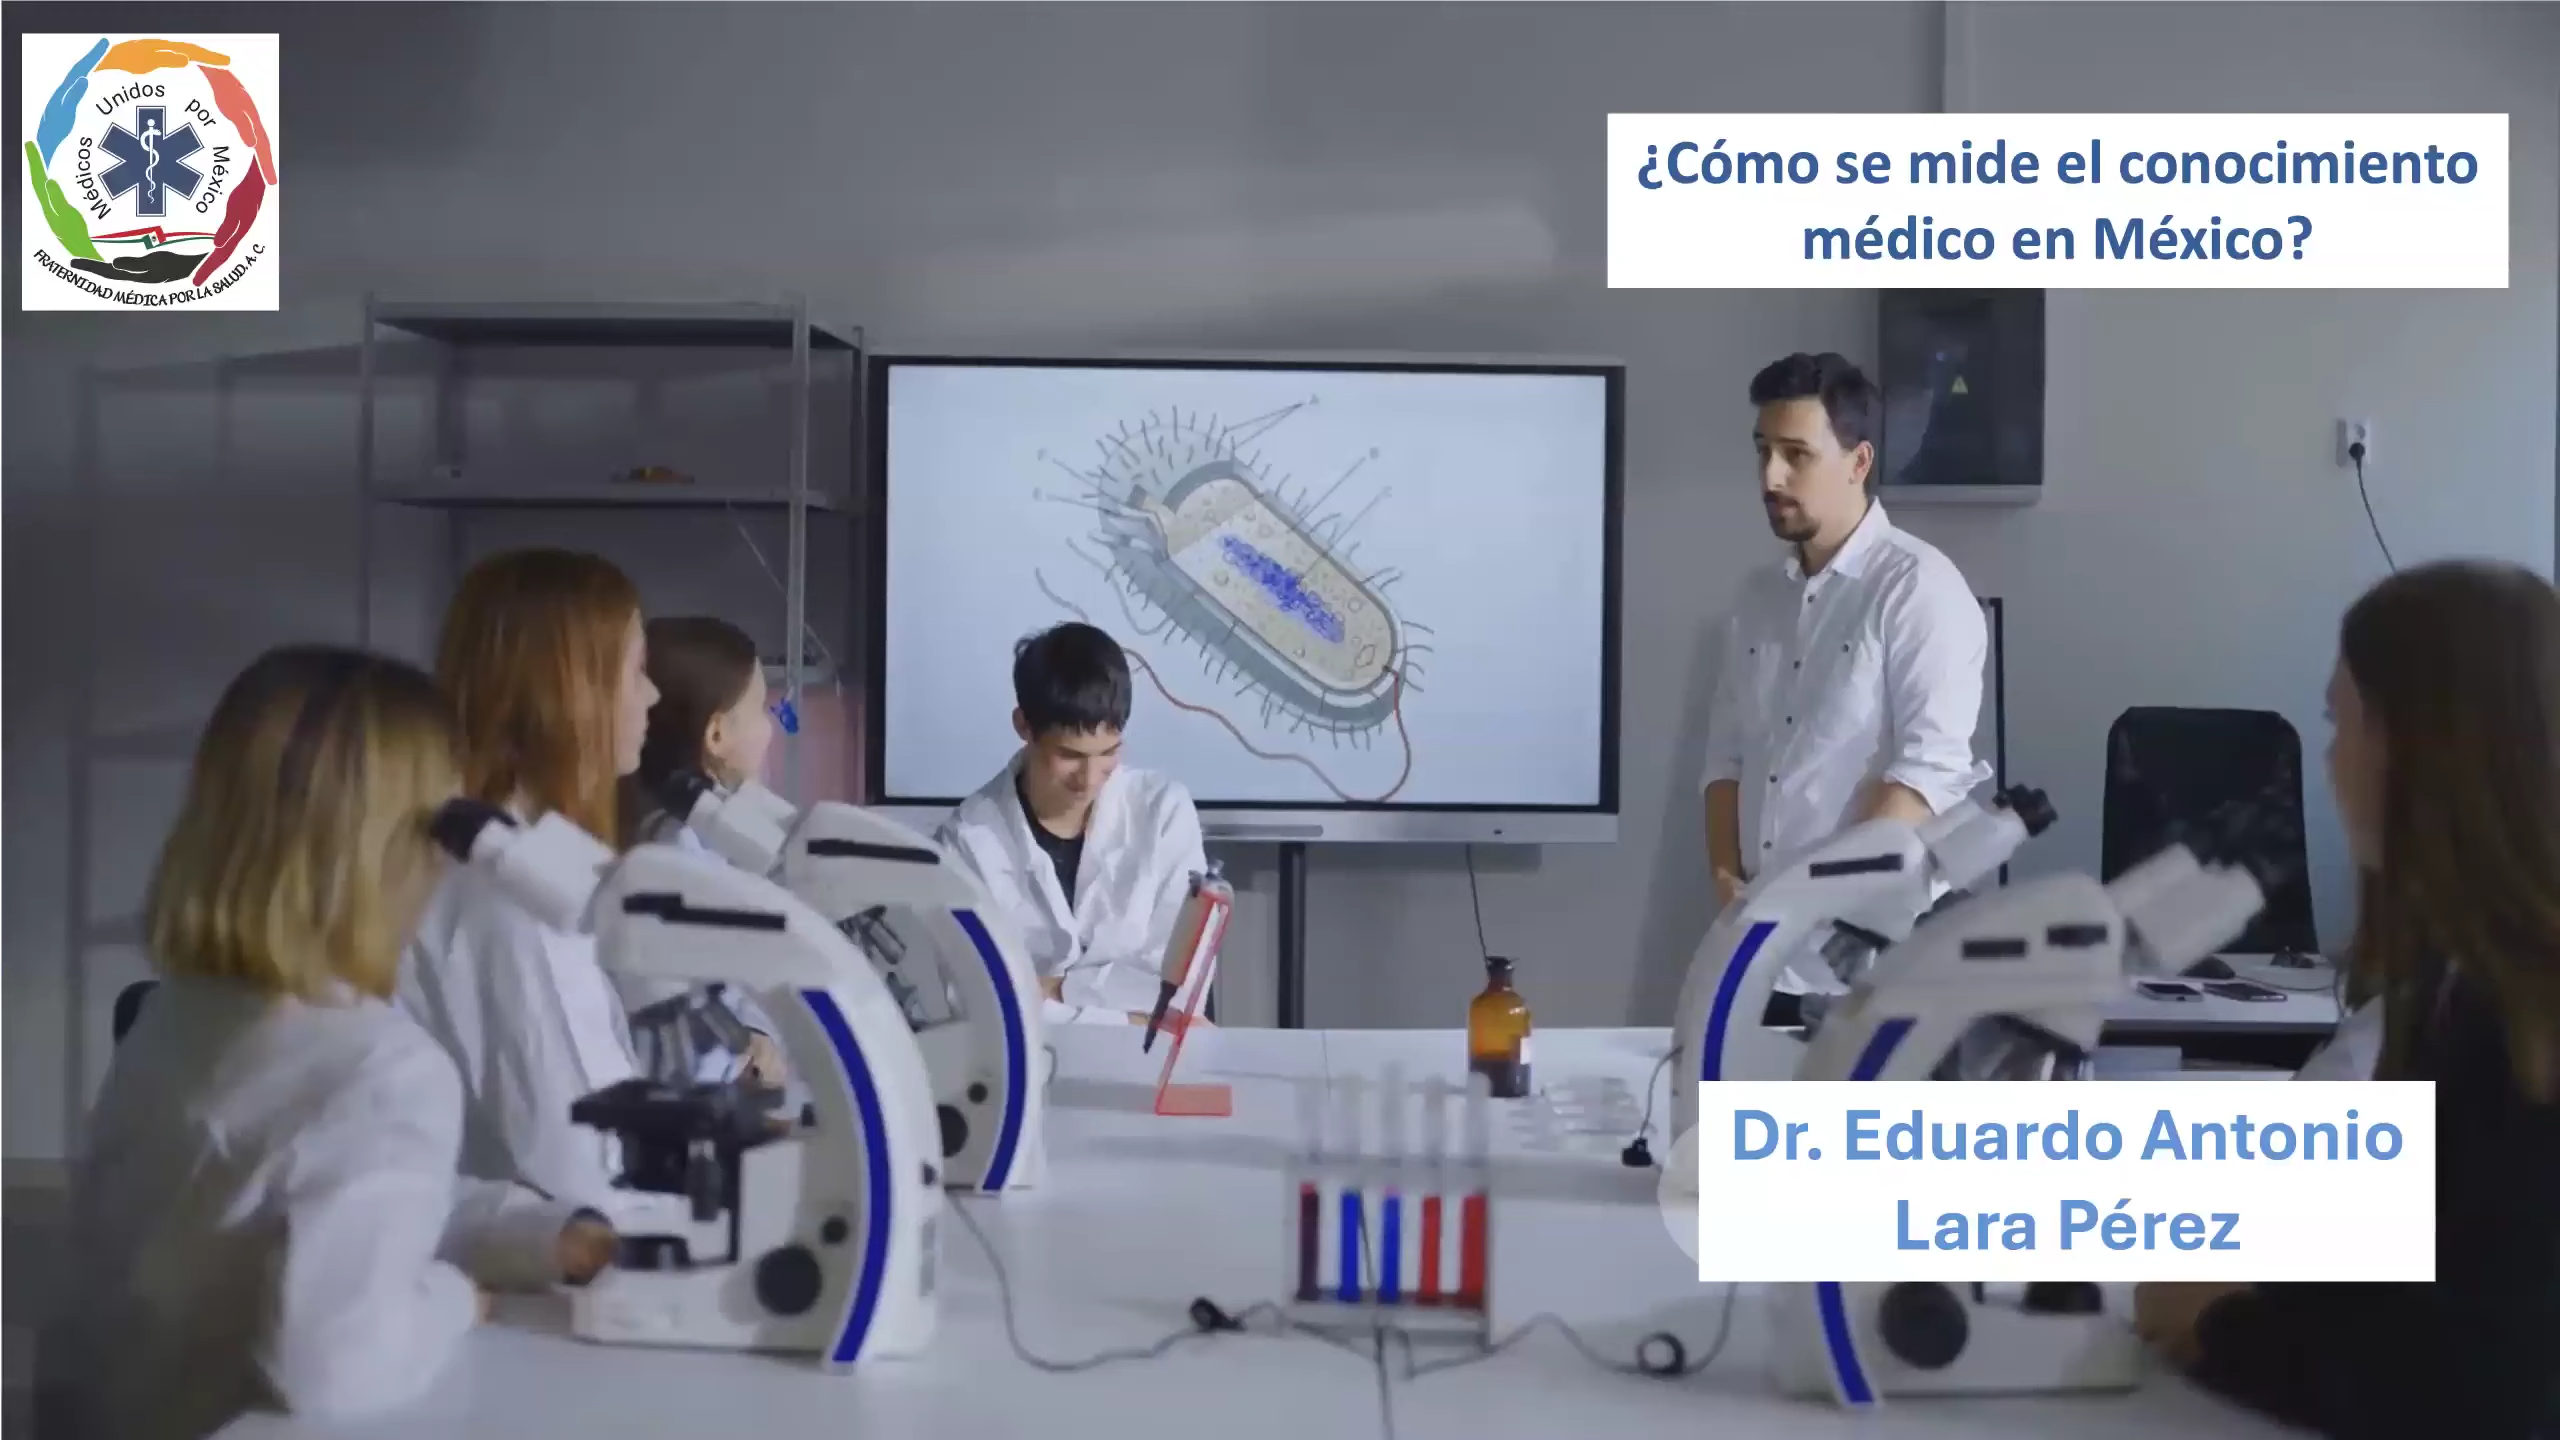 Médicos Unidos por México
FRATERNIDAD MÉDICA POR LA SALUD, A. C.
¿Cómo se mide el conocimiento
médico en México?
Dr. Eduardo Antonio
Lara Pérez